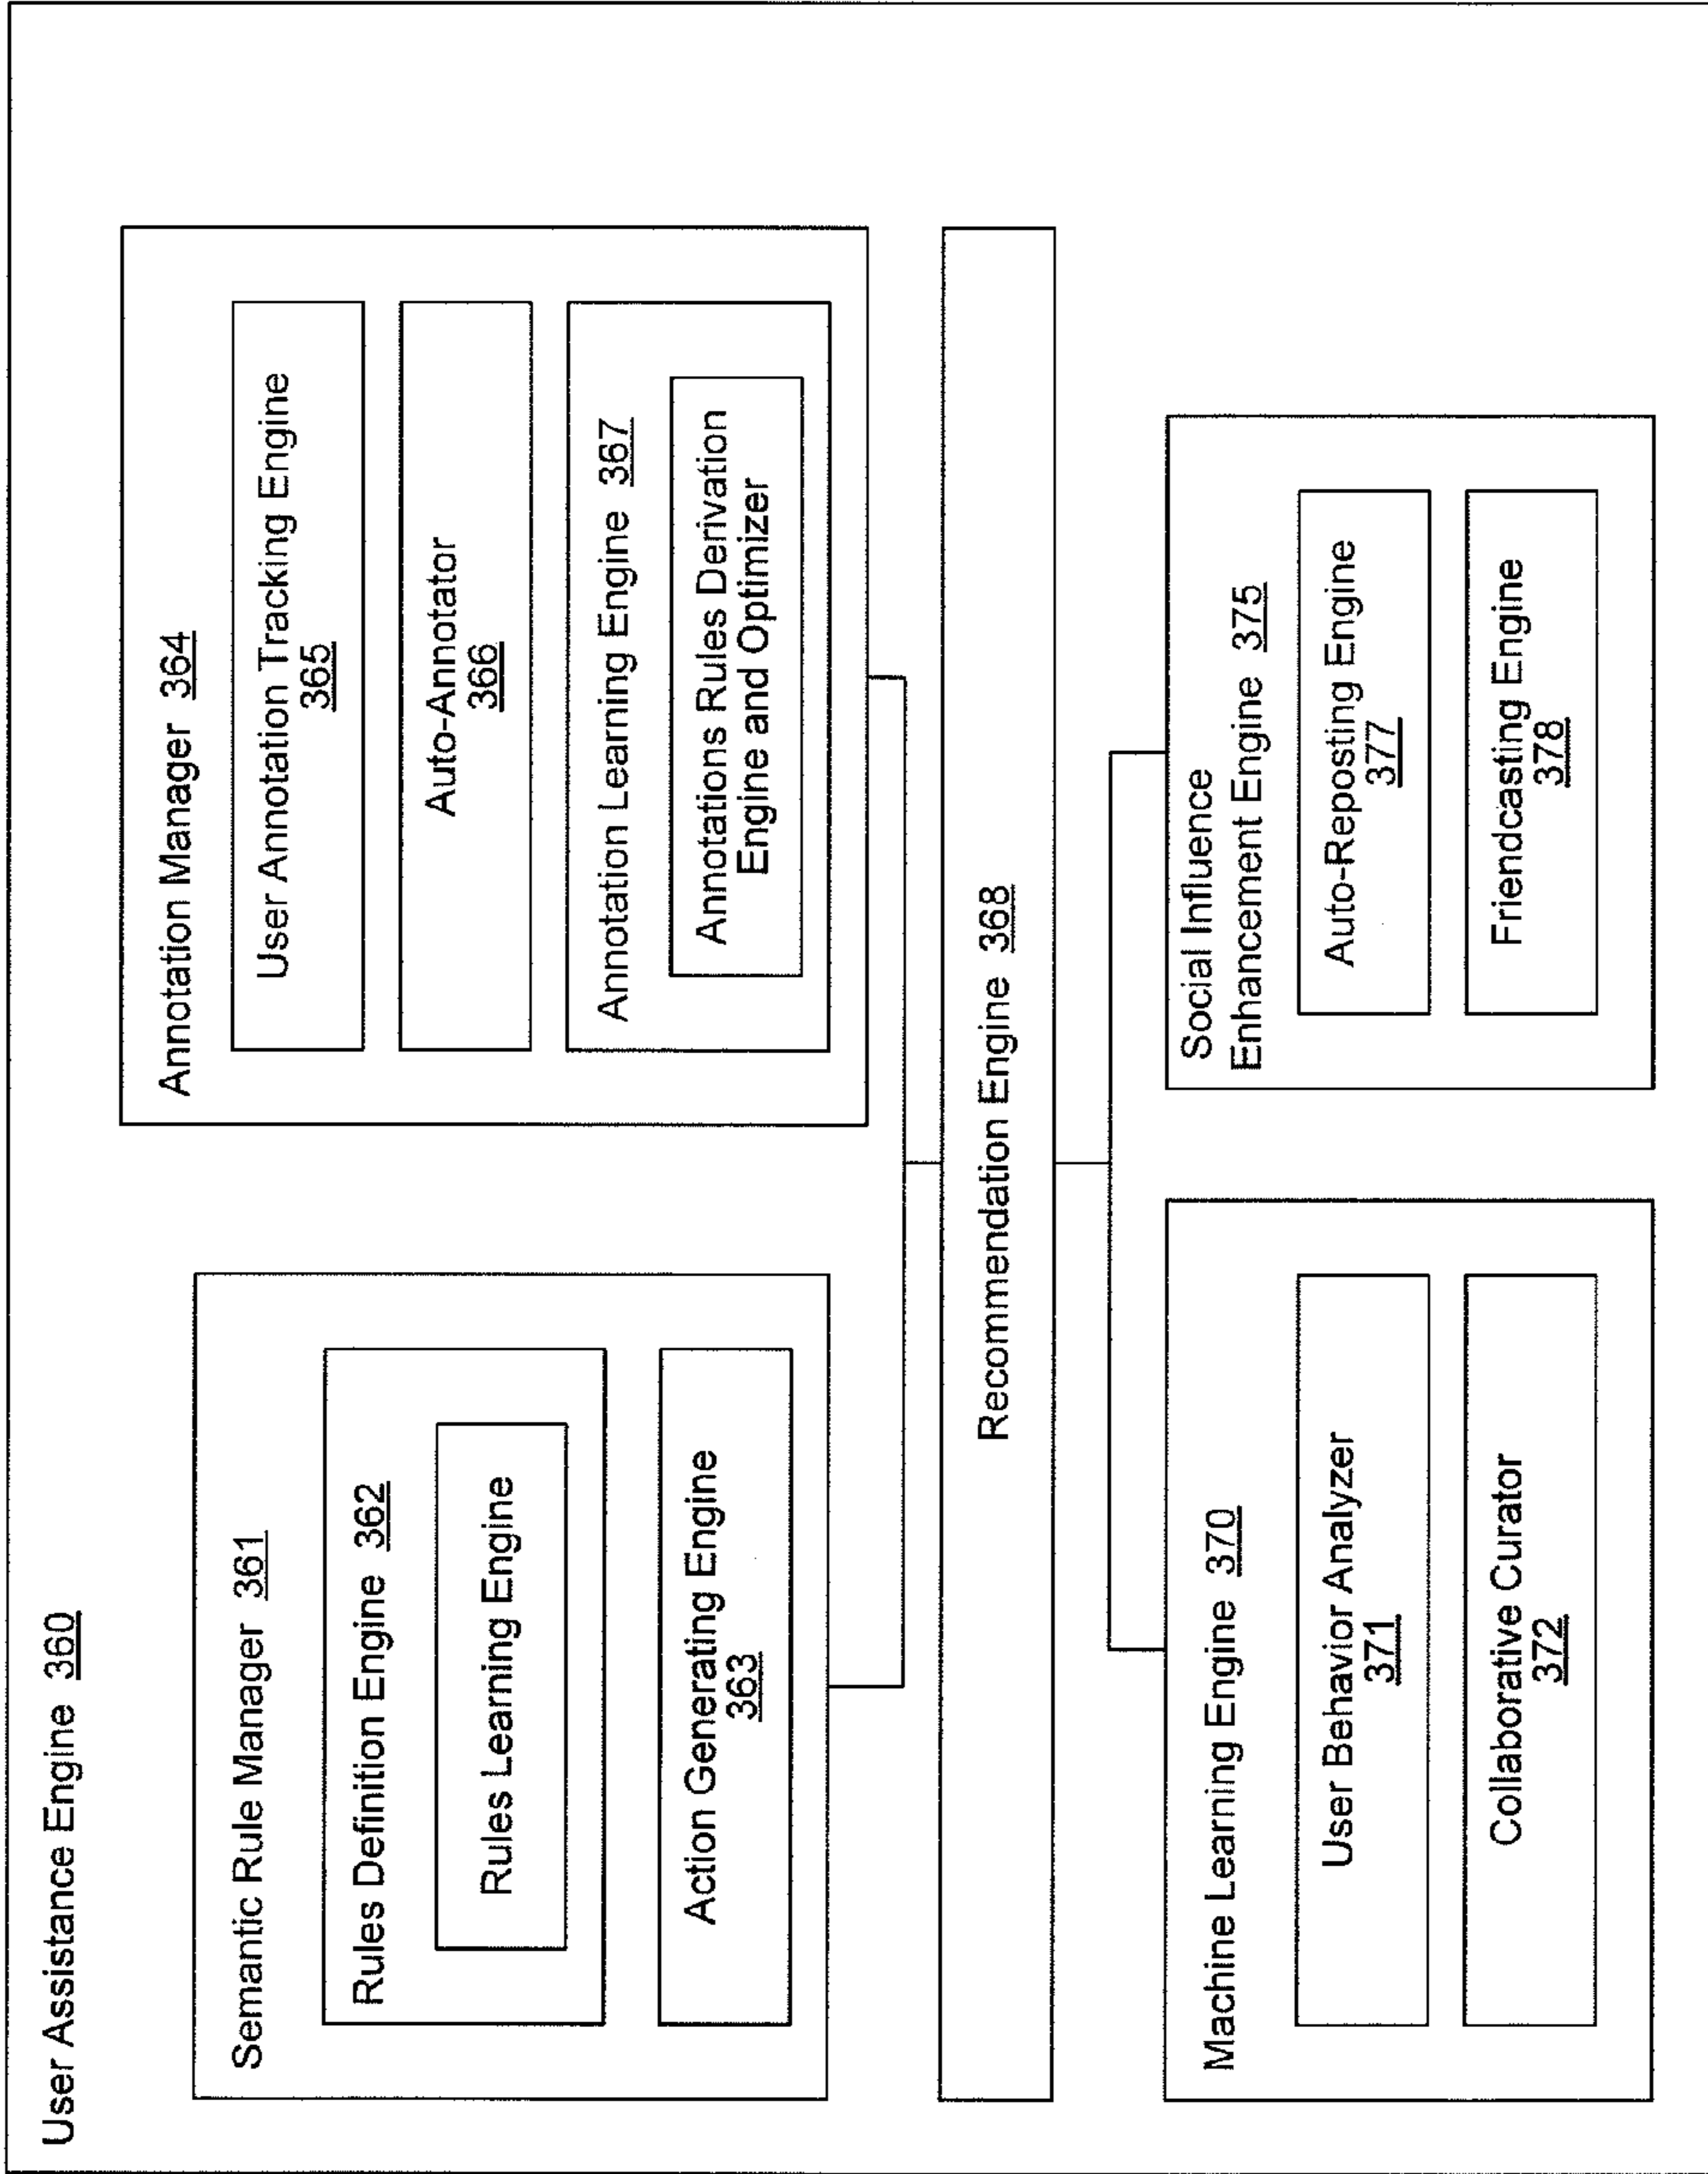 User Assistance Engine 360
Semantic Rule Manager 361
Rules Definition Engine 362
Rules Learning Engine
Action Generating Engine
363
Annotation Manager 364
User Annotation Tracking Engine
365
Auto-Annotator
366
Annotation Learning Engine 367
Annotations Rules Derivation
Engine and Optimizer
Recommendation Engine 368
Machine Learning Engine 370
User Behavior Analyzer
371
Collaborative Curator
372
Social Influence
Enhancement Engine 375
Auto-Reposting Engine
377
Friendcasting Engine
378